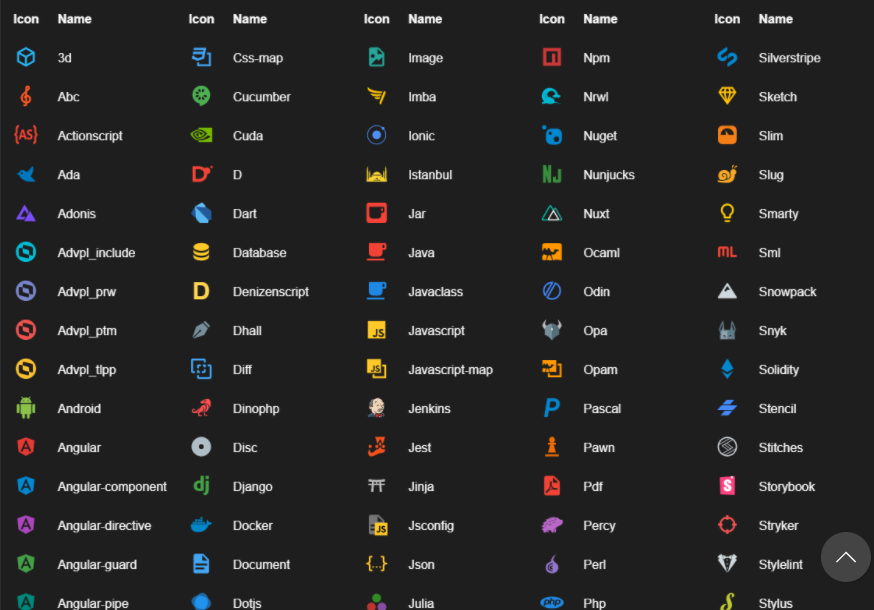 Icon Name Icon Name Icon Name Icon Name Icon Name
3d Css-map Image Npm Silverstripe
Abc Cucumber Imba Nrwl Sketch
{AS} Actionscript Cuda Ionic Nuget Slim
Ada D Istanbul Nunjucks Slug
Adonis Dart Jar Nuxt Smarty
Advpl_include Database Java Ocaml ML Sml
Advpl_prw D Denizenscript Javaclass Odin Snowpack
Advpl_ptm Dhall JS Javascript Opa Snyk
Advpl_tlpp Diff JS Javascript-map Opam Solidity
Android Dinophp Jenkins P Pascal Stencil
A Angular Disc Jest Pawn Stitches
A Angular-component dj Django Jinja Pdf S Storybook
A Angular-directive Docker JS Jsconfig Percy Stryker
A Angular-guard Document {...} Json Perl Stylelint
A Angular-pipe Dotjs Julia php Php Stylus